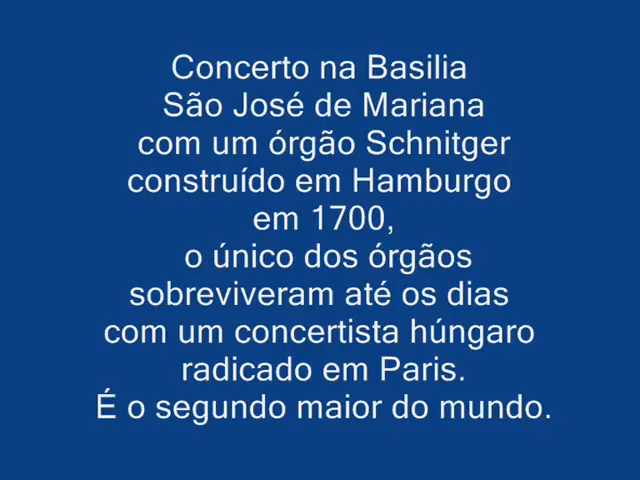 Concerto na Basilia
São José de Mariana
com um órgão Schnitger
construído em Hamburgo
em 1700,
o único dos órgãos
sobreviveram até os dias
com um concertista húngaro
radicado em Paris.
É o segundo maior do mundo.